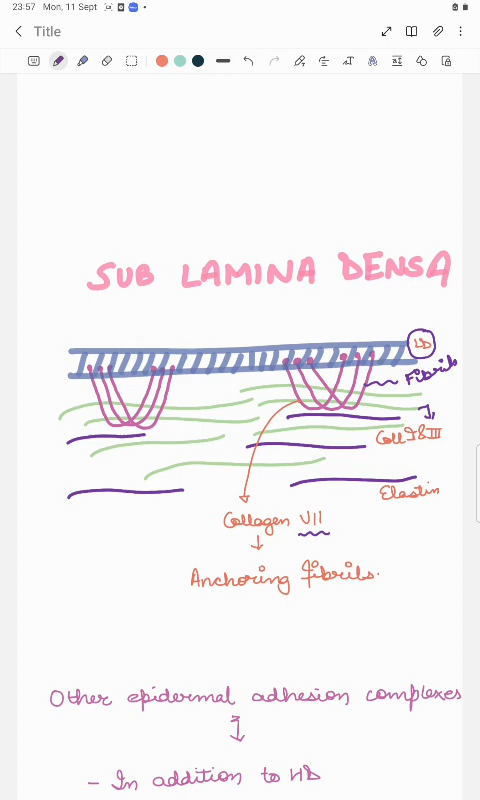 23:57 Mon, 11 Sept
Title
SUB LAMINA DENSA
LD
Fibrils
Coll I & III
Elastin
Collagen VII
Anchoring fibrils.
Other epidermal adhesion complexes
- In addition to HD